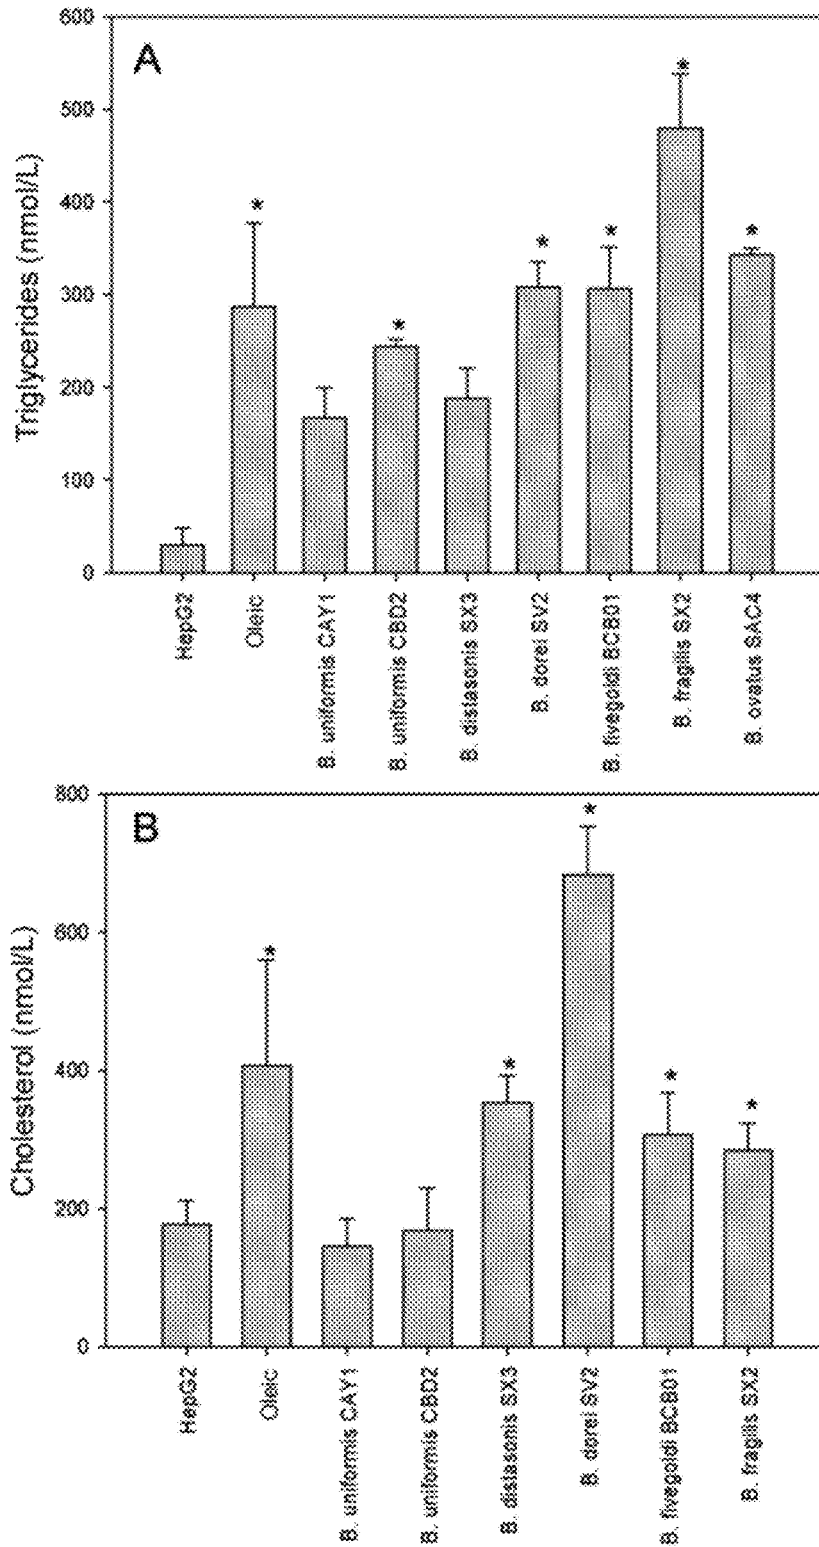 A
Triglycerides (nmol/L)
600
500
400
300
200
100
0
*
*
*
*
*
*
HepG2
Oleic
B. uniformis CAY1
B. uniformis CBD2
B. distasonis SX3
B. dorei SV2
B. fivegoldi BCB01
B. fragilis SX2
B. ovatus SAC4
B
Cholesterol (nmol/L)
800
600
400
200
0
*
*
*
*
*
HepG2
Oleic
B. uniformis CAY1
B. uniformis CBD2
B. distasonis SX3
B. dorei SV2
B. fivegoldi BCB01
B. fragilis SX2